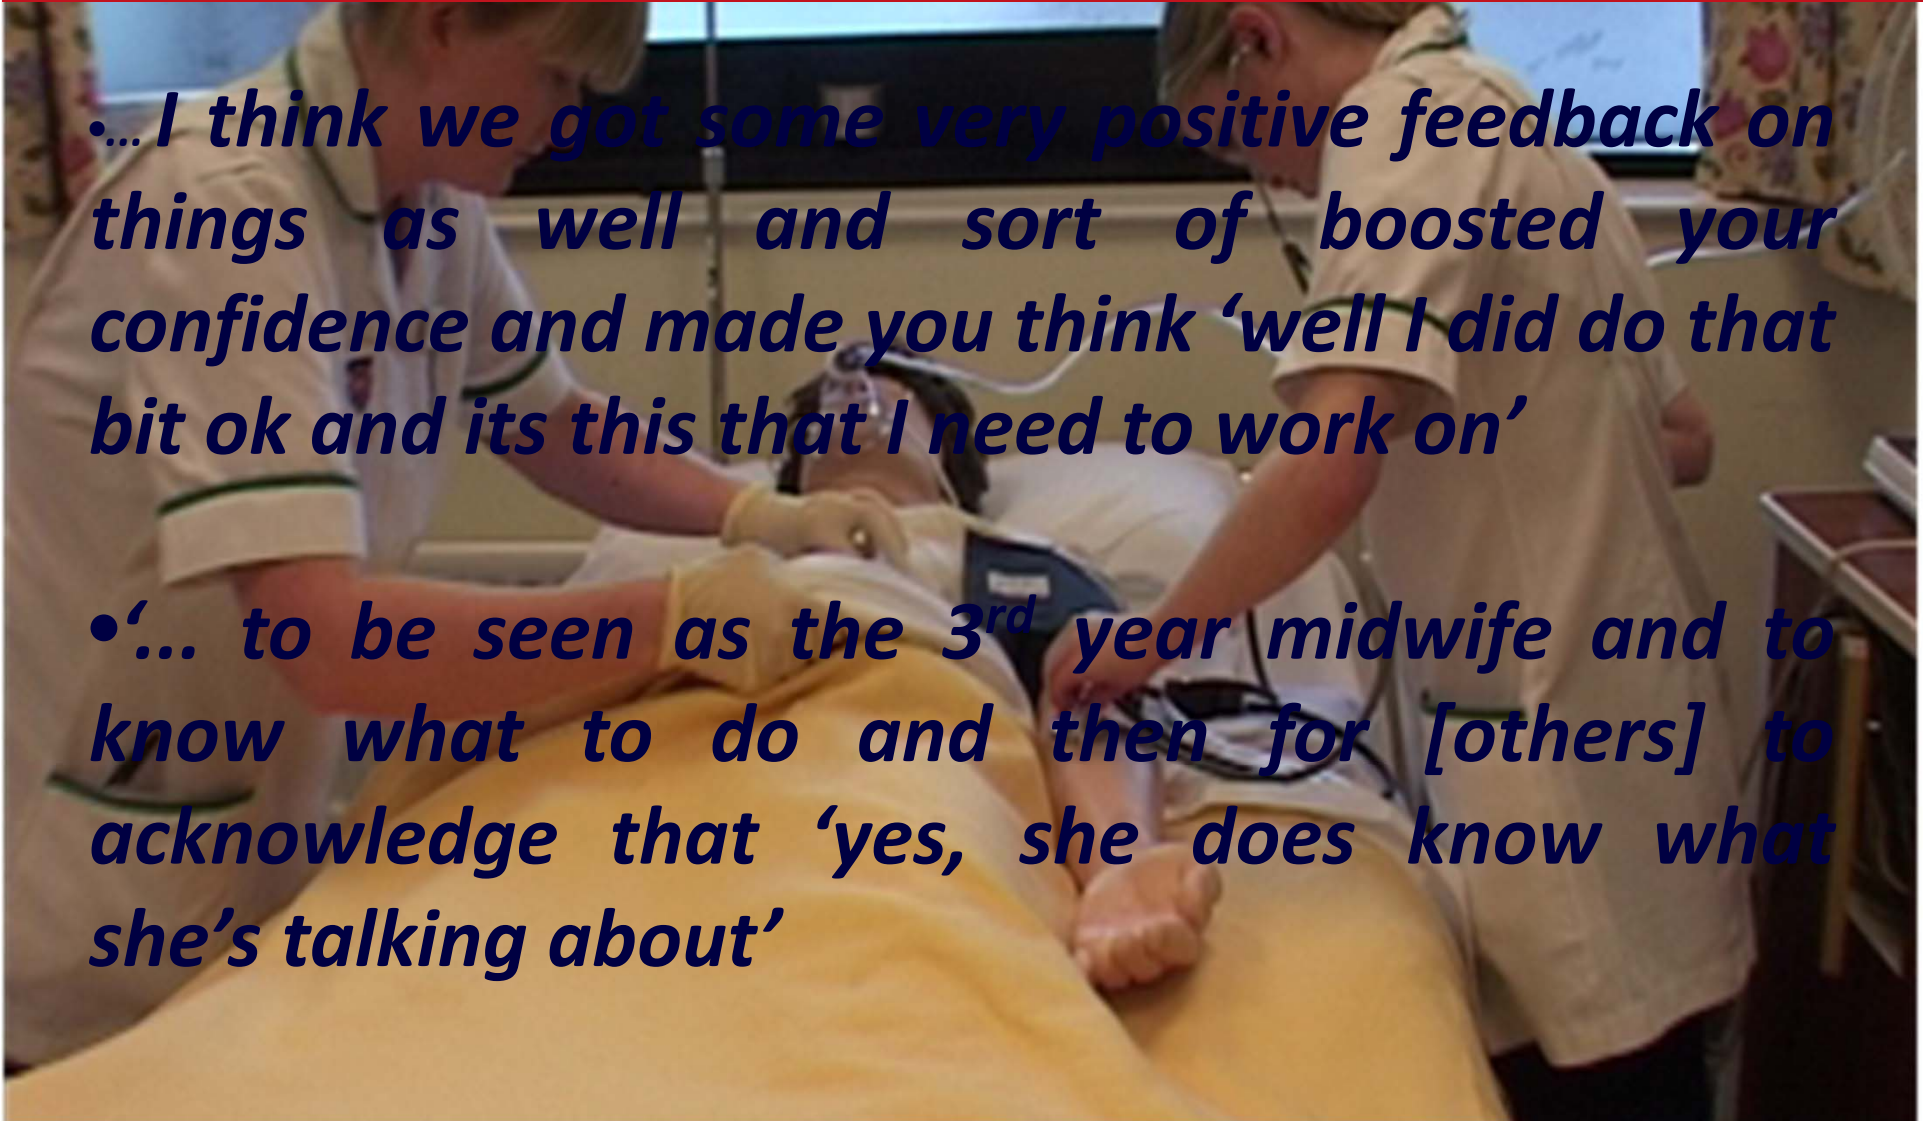 •... I think we got some very positive feedback on
things as well and sort of boosted your
confidence and made you think ‘well I did do that
bit ok and its this that I need to work on’
•‘... to be seen as the 3rd year midwife and to
know what to do and then for [others] to
acknowledge that ‘yes, she does know what
she’s talking about’